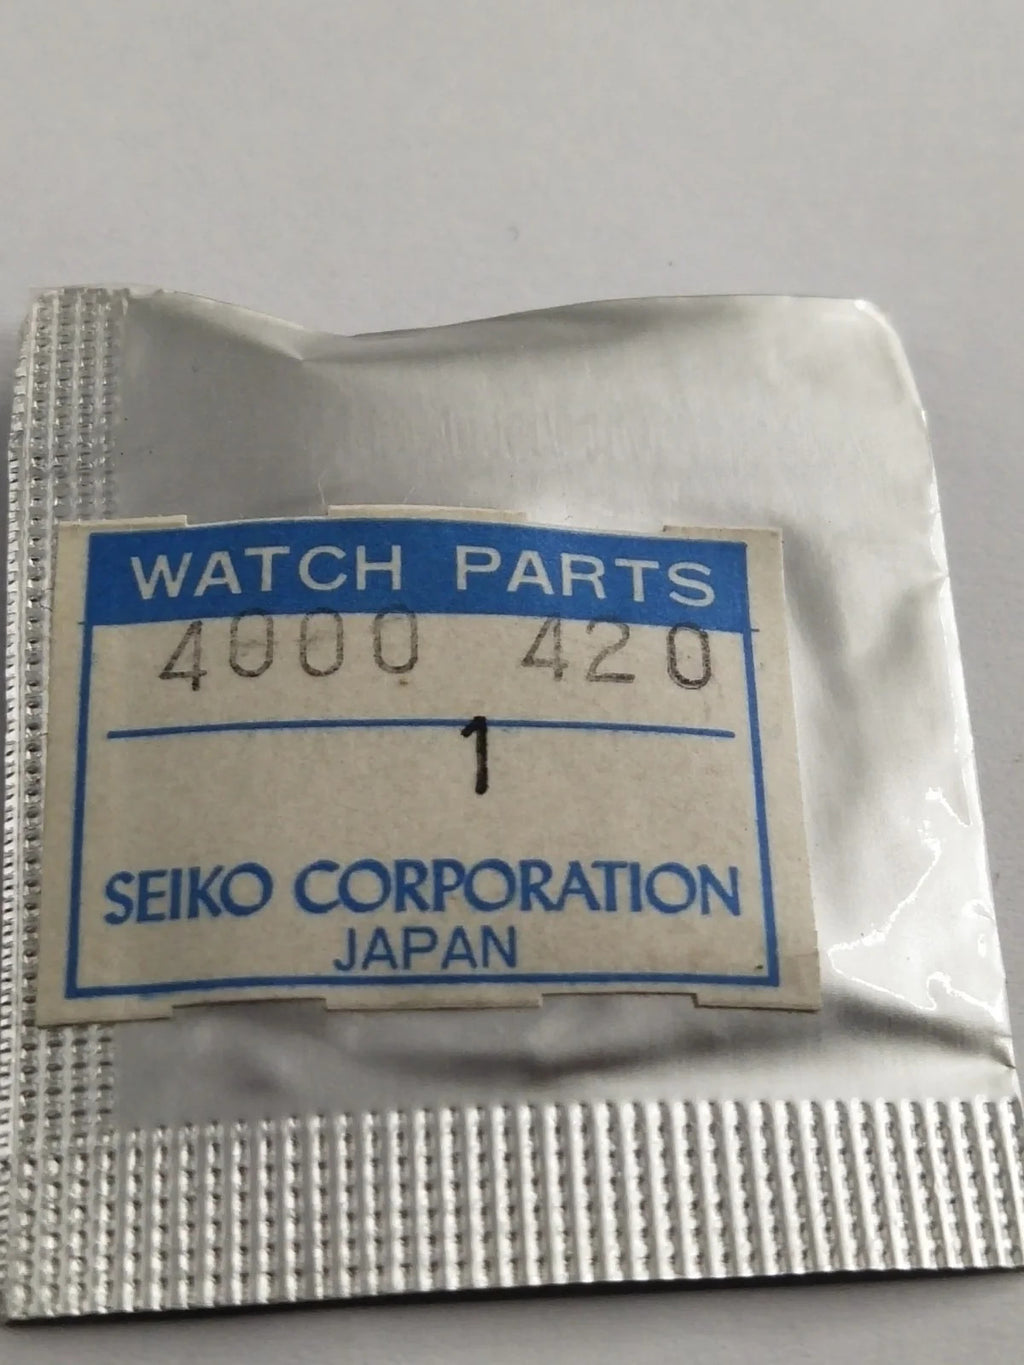 WATCH PARTS
4000 420
1
SEIKO CORPORATION
JAPAN